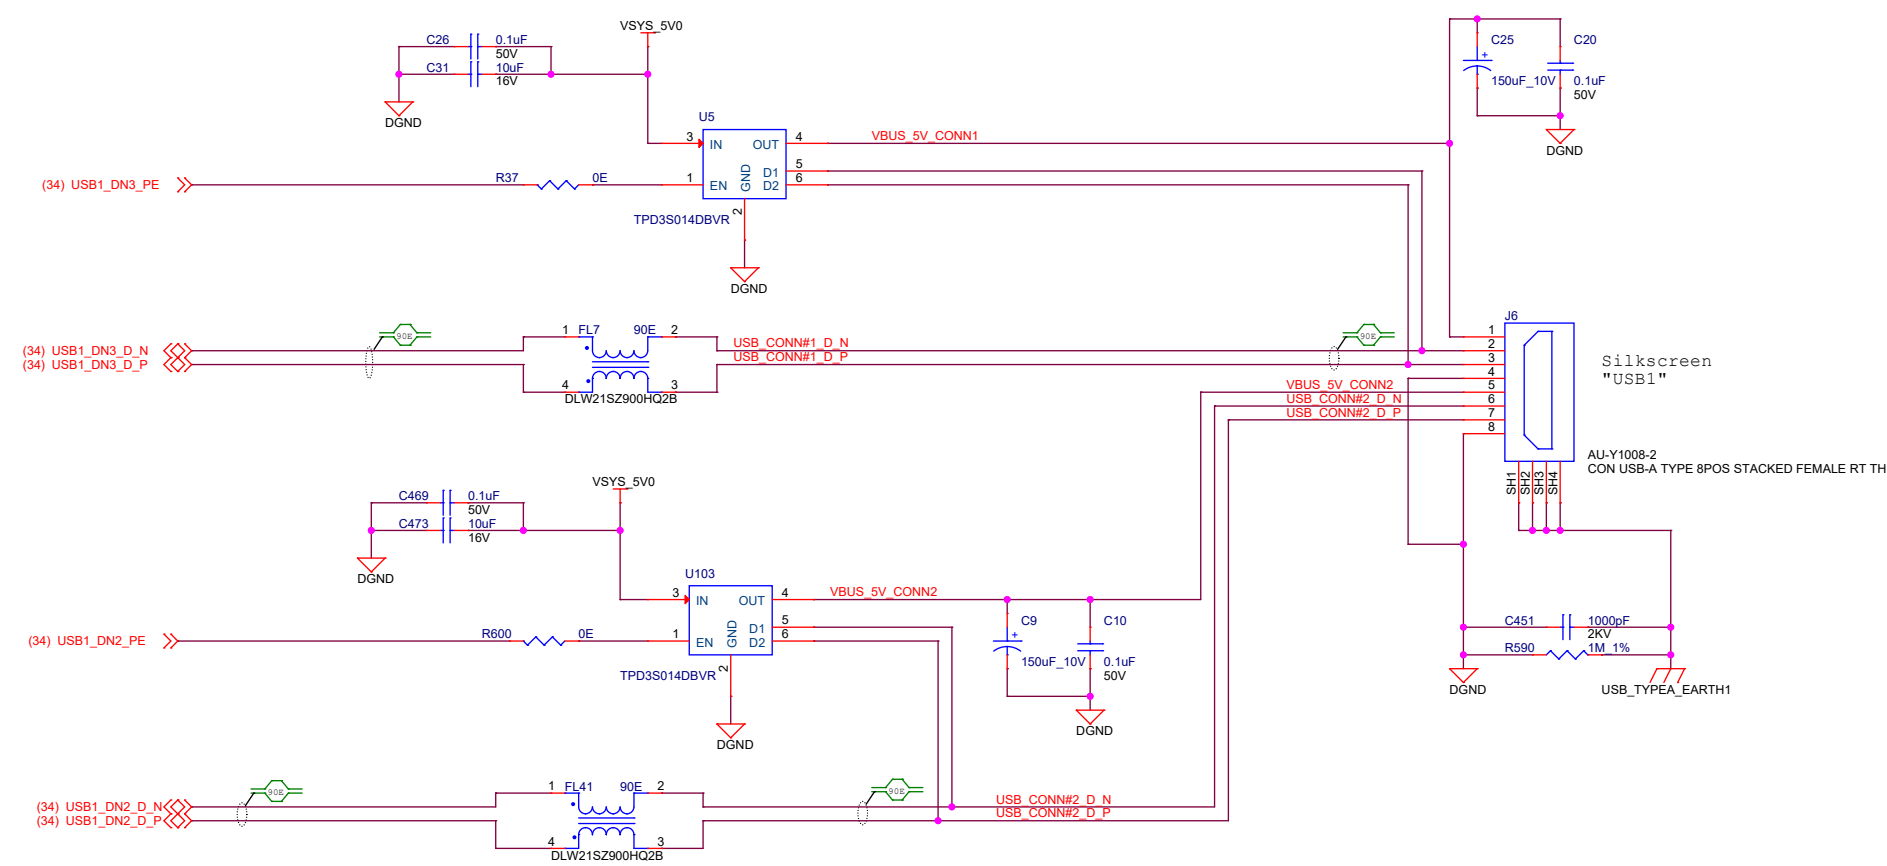 VSYS_5V0
C26 0.1uF
50V
C31 10uF
16V
DGND
C25
150uF_10V
C20
0.1uF
50V
DGND
U5
3 IN OUT 4
VBUS_5V_CONN1
D1 5
1 EN GND D2 6
2
TPD3S014DBVR
DGND
(34) USB1_DN3_PE
R37 0E
(34) USB1_DN3_D_N
(34) USB1_DN3_D_P
90E
1 FL7 90E 2
4 3
DLW21SZ900HQ2B
USB_CONN#1_D_N
USB_CONN#1_D_P
90E
VBUS_5V_CONN2
USB_CONN#2_D_N
USB_CONN#2_D_P
J6
1
2
3
4
5
6
7
8
Silkscreen
"USB1"
AU-Y1008-2
CON USB-A TYPE 8POS STACKED FEMALE RT TH
SH1
SH2
SH3
SH4
VSYS_5V0
C469 0.1uF
50V
C473 10uF
16V
DGND
U103
3 IN OUT 4
VBUS_5V_CONN2
D1 5
1 EN GND D2 6
2
TPD3S014DBVR
DGND
(34) USB1_DN2_PE
R600 0E
C9
150uF_10V
C10
0.1uF
50V
DGND
C451 1000pF
2KV
R590 1M_1%
DGND
USB_TYPEA_EARTH1
(34) USB1_DN2_D_N
(34) USB1_DN2_D_P
90E
1 FL41 90E 2
4 3
DLW21SZ900HQ2B
90E
USB_CONN#2_D_N
USB_CONN#2_D_P